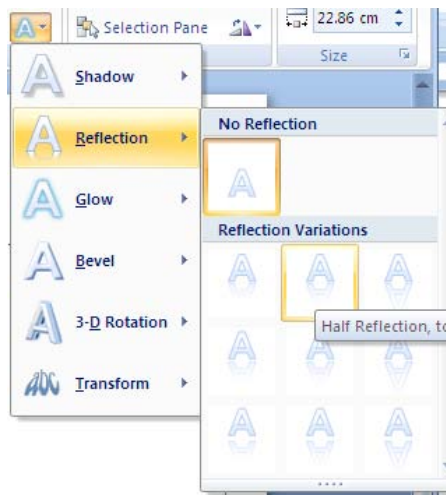 Selection Pane
22.86 cm
Size
Shadow
Reflection
Glow
Bevel
3-D Rotation
Transform
No Reflection
Reflection Variations
Half Reflection, to